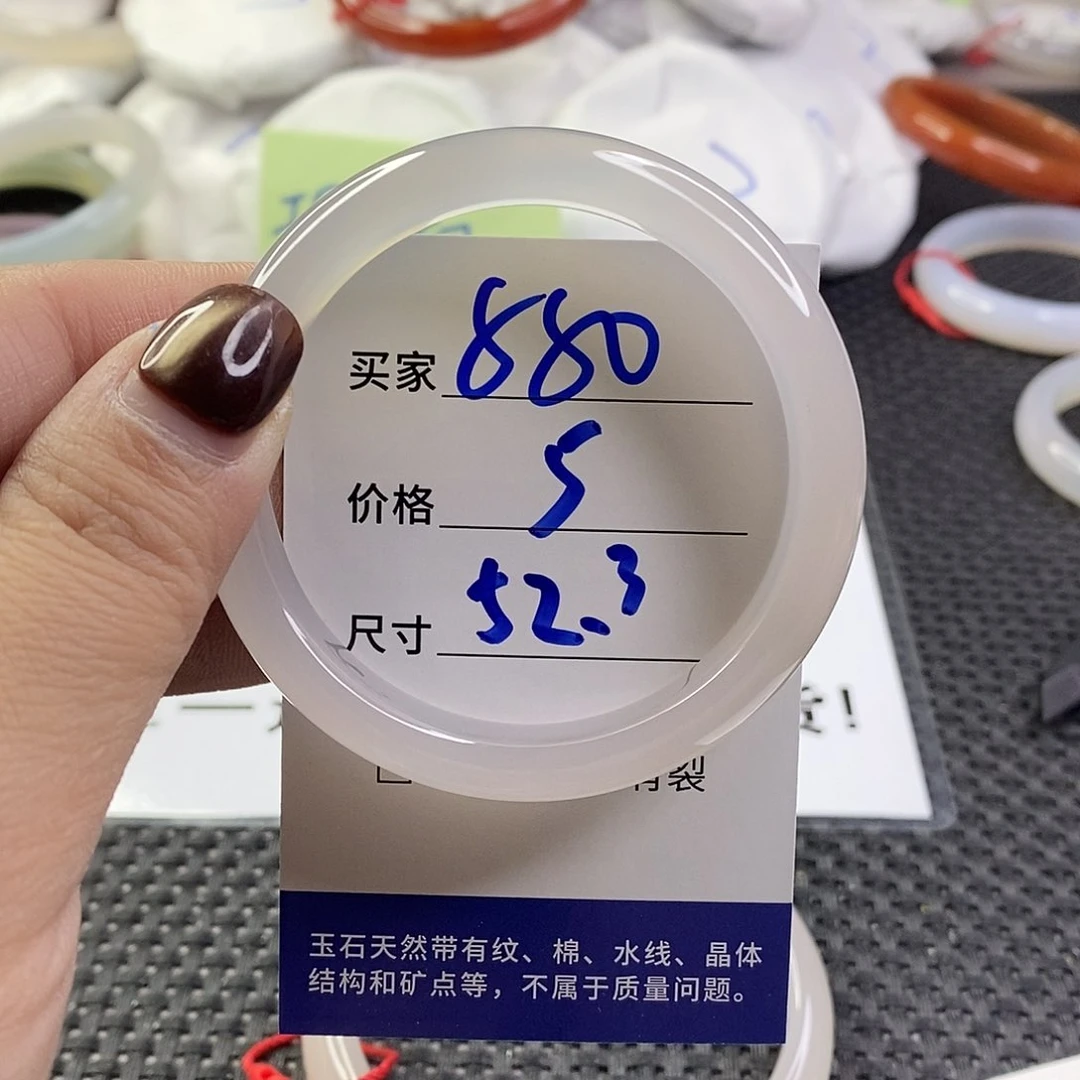 买家 880
价格 5
尺寸 52.3
有裂
玉石天然带有纹、棉、水线、晶体
结构和矿点等，不属于质量问题。